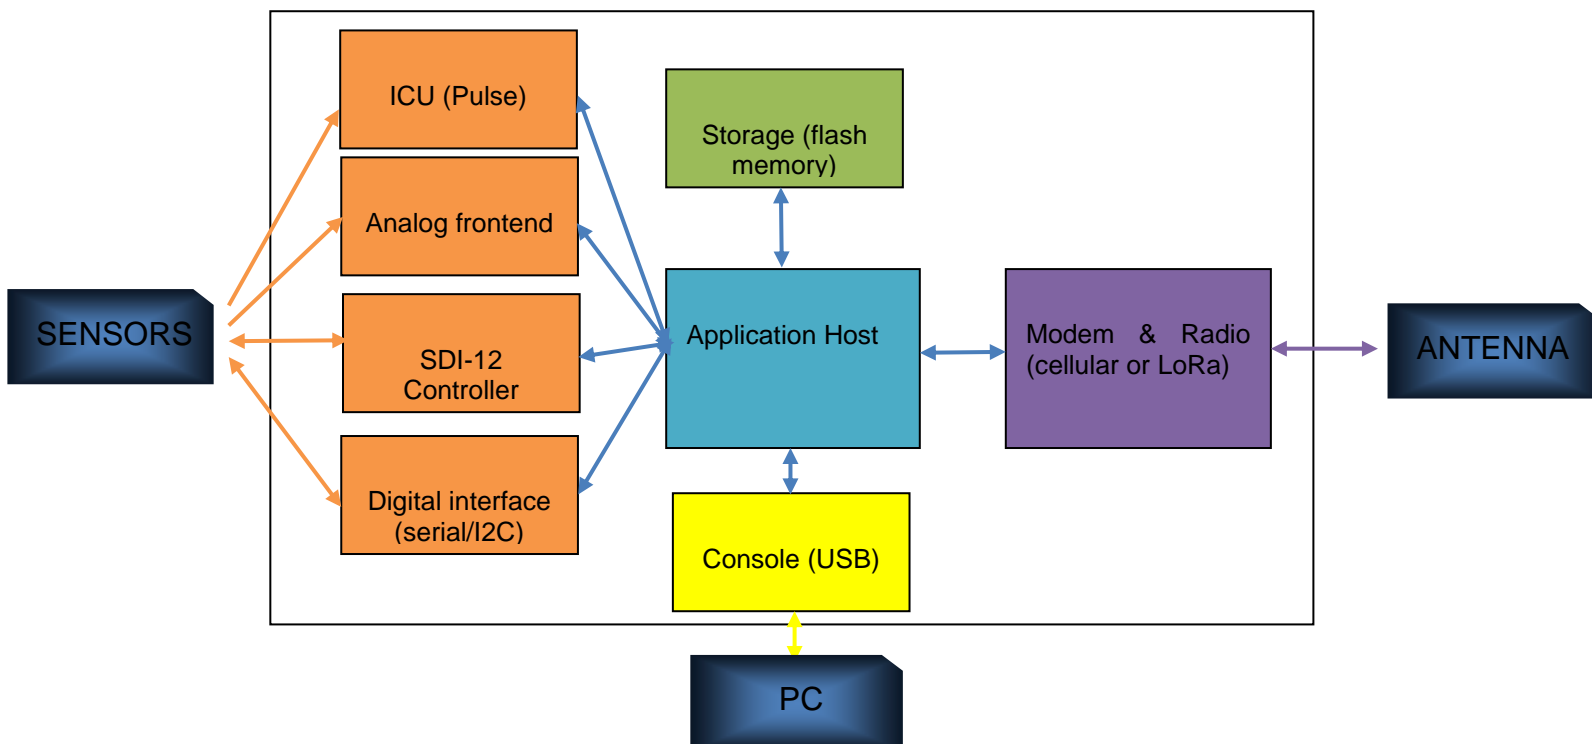 ICU (Pulse)
Analog frontend
SDI-12
Controller
Digital interface
(serial/I2C)
Storage (flash
memory)
Application Host
Console (USB)
Modem & Radio
(cellular or LoRa)
SENSORS
ANTENNA
PC